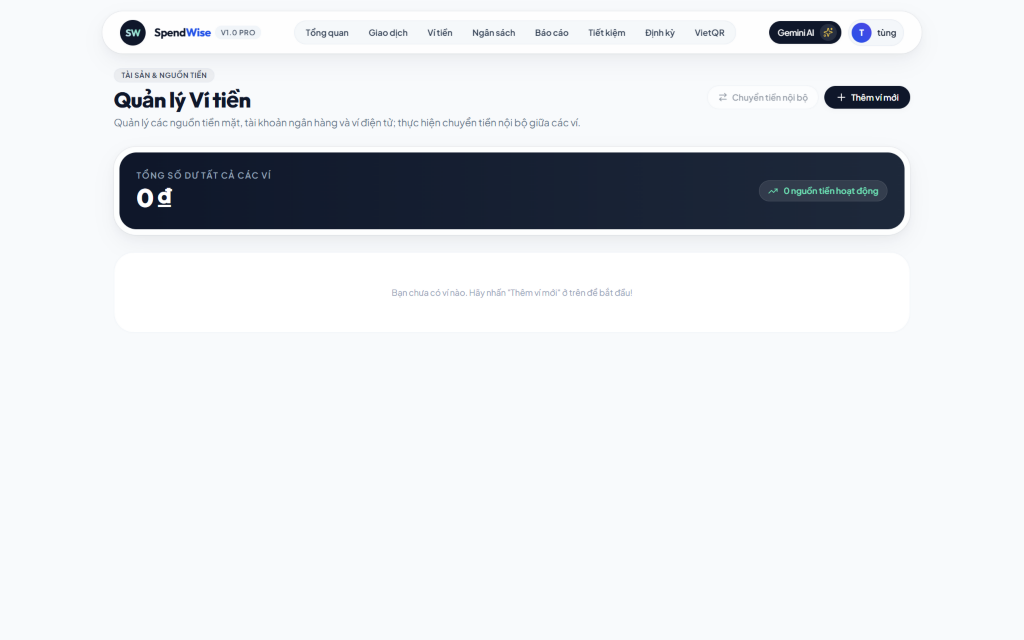 SW SpendWise V1.0 PRO Tổng quan Giao dịch Ví tiền Ngân sách Báo cáo Tiết kiệm Định kỳ VietQR Gemini AI T tùng
TÀI SẢN & NGUỒN TIỀN
Quản lý Ví tiền
Chuyển tiền nội bộ Thêm ví mới
Quản lý các nguồn tiền mặt, tài khoản ngân hàng và ví điện tử; thực hiện chuyển tiền nội bộ giữa các ví.
TỔNG SỐ DƯ TẤT CẢ CÁC VÍ
0 ₫
0 nguồn tiền hoạt động
Bạn chưa có ví nào. Hãy nhấn "Thêm ví mới" ở trên để bắt đầu!